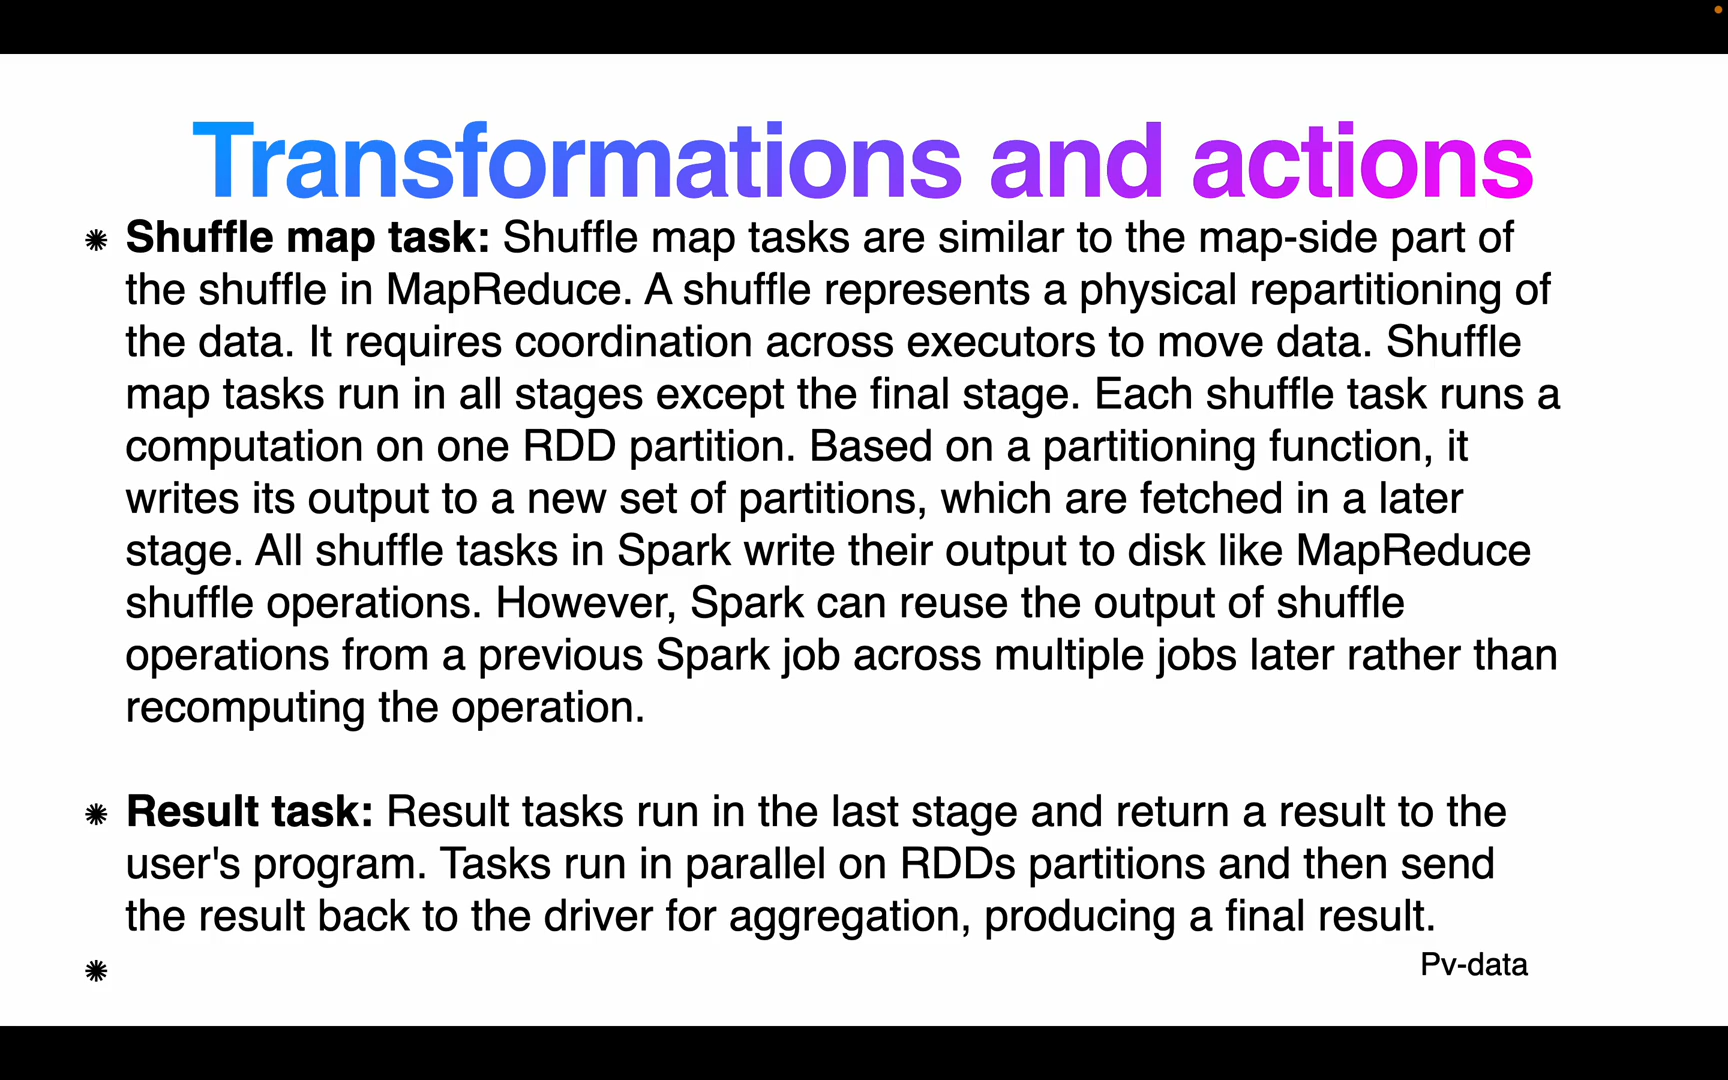 Transformations and actions
Shuffle map task: Shuffle map tasks are similar to the map-side part of
the shuffle in MapReduce. A shuffle represents a physical repartitioning of
the data. It requires coordination across executors to move data. Shuffle
map tasks run in all stages except the final stage. Each shuffle task runs a
computation on one RDD partition. Based on a partitioning function, it
writes its output to a new set of partitions, which are fetched in a later
stage. All shuffle tasks in Spark write their output to disk like MapReduce
shuffle operations. However, Spark can reuse the output of shuffle
operations from a previous Spark job across multiple jobs later rather than
recomputing the operation.
Result task: Result tasks run in the last stage and return a result to the
user's program. Tasks run in parallel on RDDs partitions and then send
the result back to the driver for aggregation, producing a final result.
Pv-data